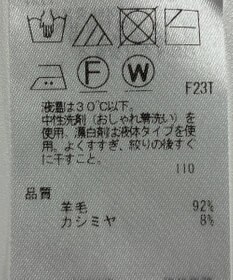 F W
F23T
液温は30℃以下。
中性洗剤(おしゃれ着洗い)を
使用、漂白剤は液体タイプを使
用。よくすすぎ、絞りの後すぐ
に干すこと。
110
品質
羊毛 92%
カシミヤ 8%